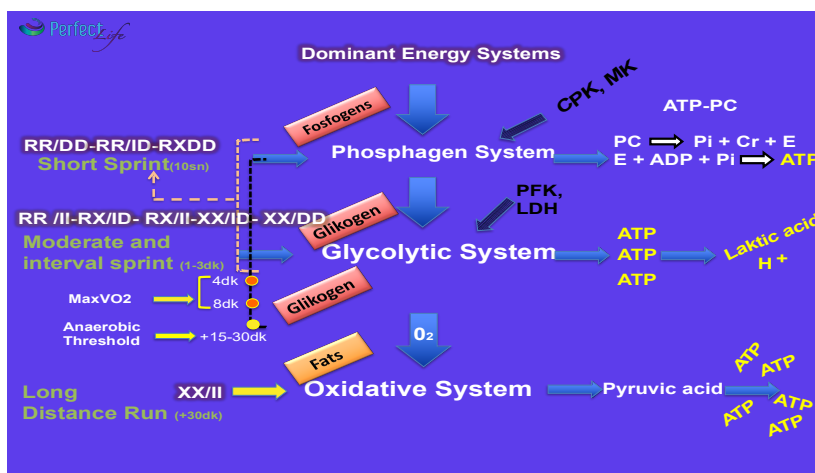 Perfect
Life
Dominant Energy Systems
CPK, MK
ATP-PC
Fosfogens
RR/DD-RR/ID-RXDD
Short Sprint(10sn)
Phosphagen System
PC Pi + Cr + E
E + ADP + Pi ATP
PFK,
LDH
Glikogen
RR /II-RX/ID- RX/II-XX/ID- XX/DD
Moderate and
interval sprint (1-3dk)
Glycolytic System
ATP
ATP
ATP
Laktic acid
H +
4dk
MaxVO2
8dk
Glikogen
Anaerobic
Threshold
+15-30dk
O₂
Fats
Long
Distance Run (+30dk)
XX/II
Oxidative System
Pyruvic acid
ATP
ATP
ATP
ATP
ATP